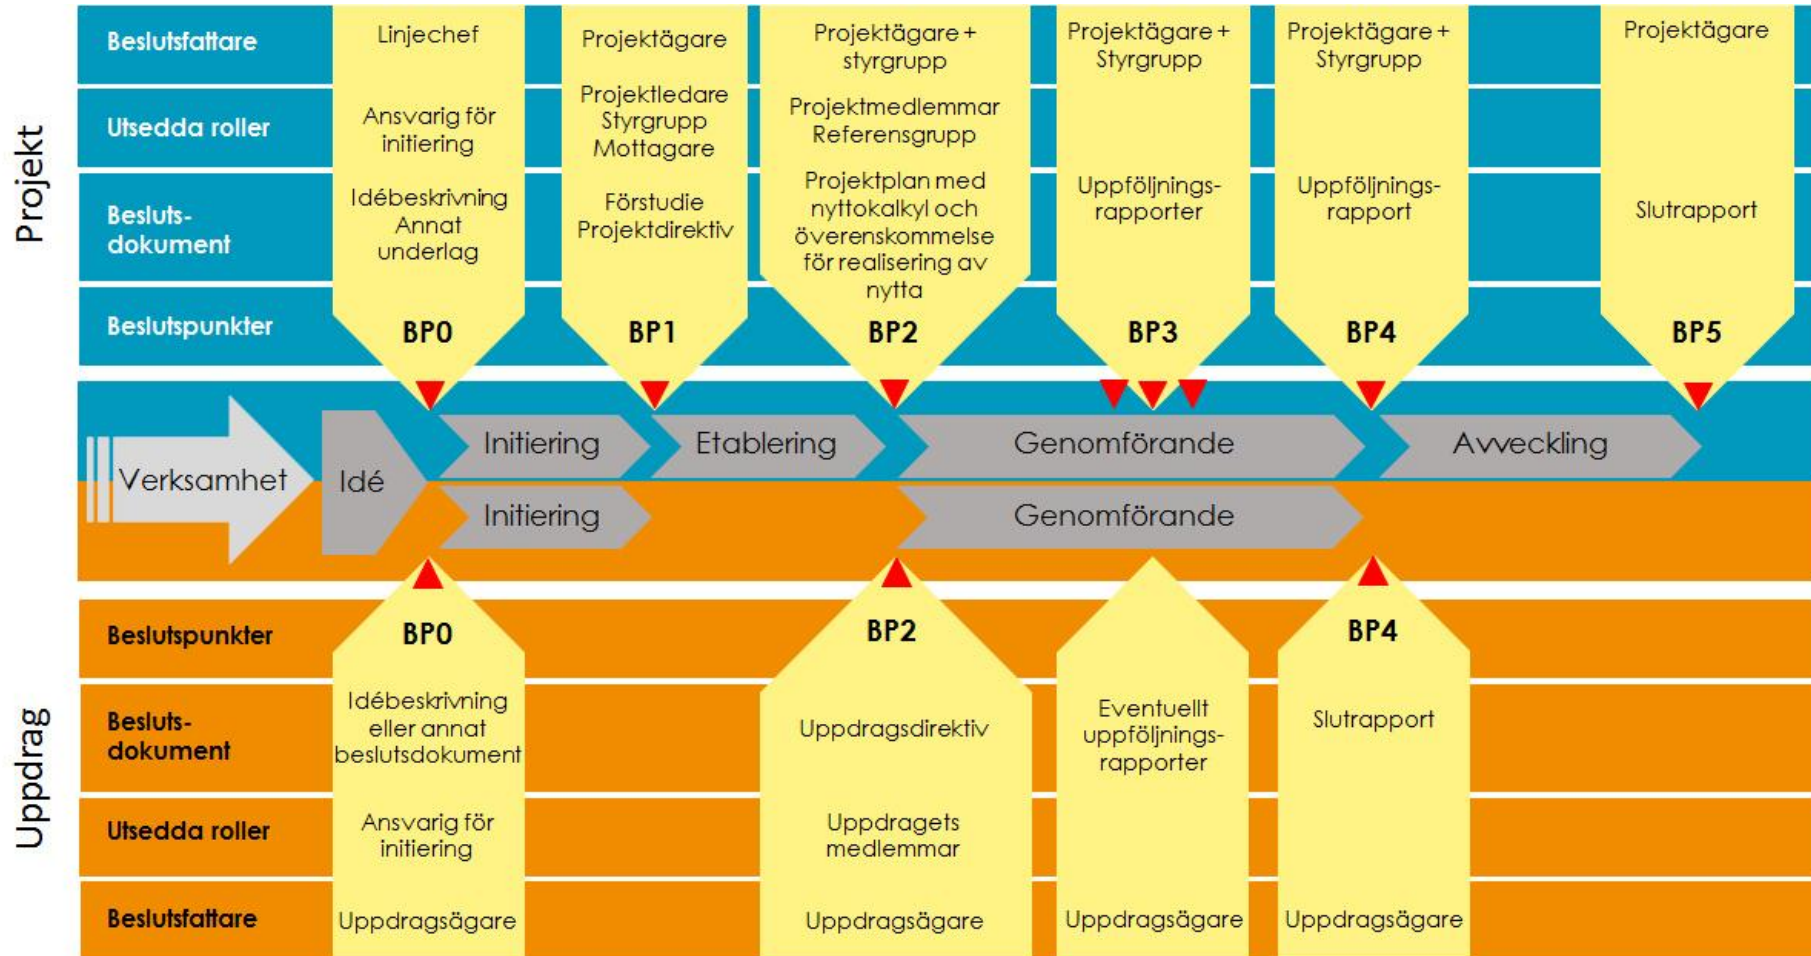 Projekt
Beslutsfattare
Linjechef
Projektägare
Projektägare +
styrgrupp
Projektägare +
Styrgrupp
Projektägare +
Styrgrupp
Projektägare
Utsedda roller
Ansvarig för
initiering
Projektledare
Styrgrupp
Mottagare
Projektmedlemmar
Referensgrupp
Besluts-
dokument
Idébeskrivning
Annat
underlag
Förstudie
Projektdirektiv
Projektplan med
nyttokalkyl och
överenskommelse
för realisering av
nytta
Uppföljnings-
rapporter
Uppföljnings-
rapport
Slutrapport
Beslutspunkter
BP0
BP1
BP2
BP3
BP4
BP5
Verksamhet
Idé
Initiering
Etablering
Genomförande
Avveckling
Initiering
Genomförande
Uppdrag
Beslutspunkter
BP0
BP2
BP4
Besluts-
dokument
Idébeskrivning
eller annat
beslutsdokument
Uppdragsdirektiv
Eventuellt
uppföljnings-
rapporter
Slutrapport
Utsedda roller
Ansvarig för
initiering
Uppdragets
medlemmar
Beslutsfattare
Uppdragsägare
Uppdragsägare
Uppdragsägare
Uppdragsägare